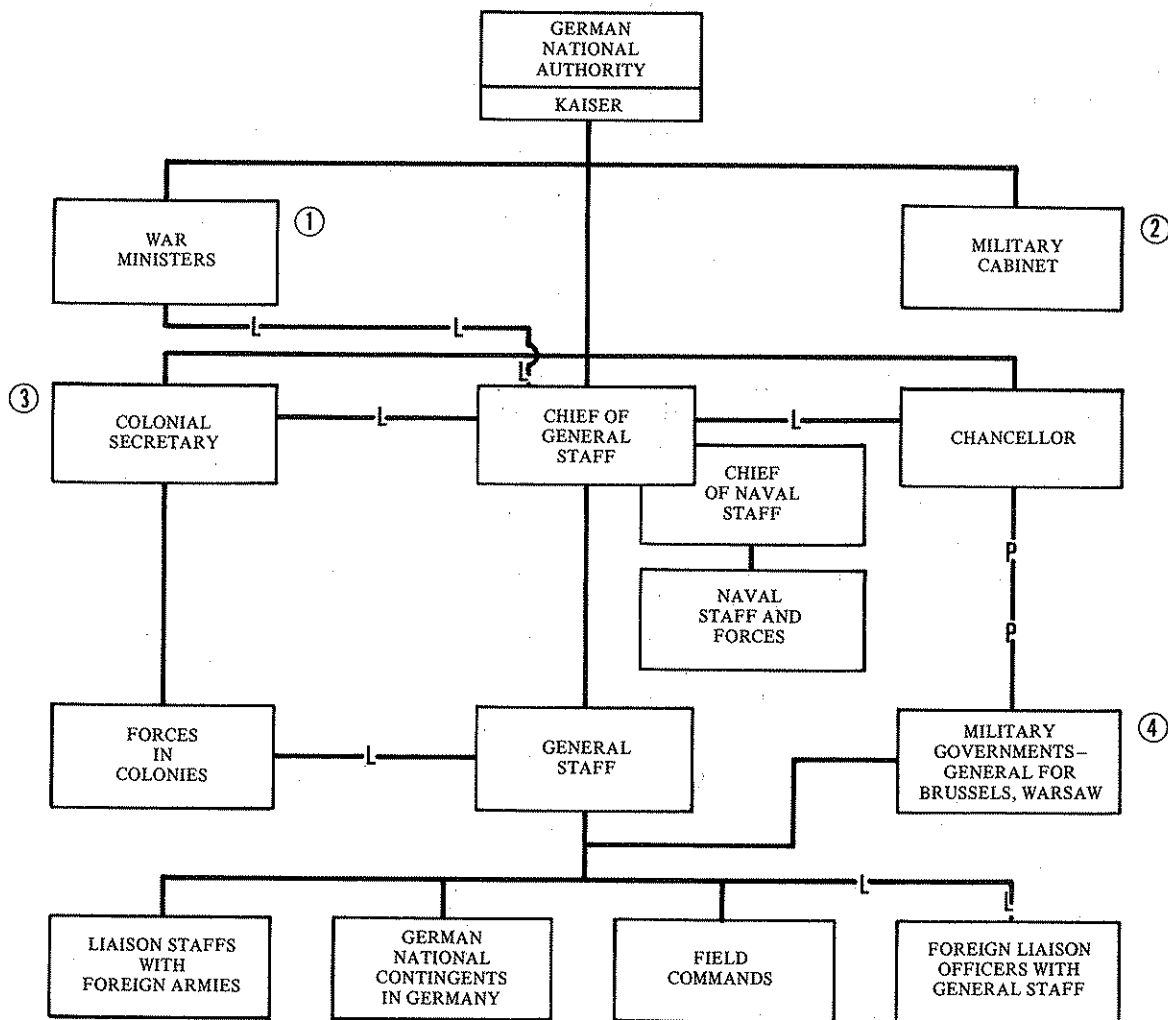 GERMAN
NATIONAL
AUTHORITY
KAISER
WAR
MINISTERS
①
MILITARY
CABINET
②
L
L
L
③
COLONIAL
SECRETARY
L
CHIEF OF
GENERAL
STAFF
L
CHANCELLOR
CHIEF
OF NAVAL
STAFF
P
NAVAL
STAFF AND
FORCES
P
FORCES
IN
COLONIES
L
GENERAL
STAFF
MILITARY
GOVERNMENTS–
GENERAL FOR
BRUSSELS, WARSAW
④
L
L
LIAISON STAFFS
WITH
FOREIGN ARMIES
GERMAN
NATIONAL
CONTINGENTS
IN GERMANY
FIELD
COMMANDS
FOREIGN LIAISON
OFFICERS WITH
GENERAL STAFF